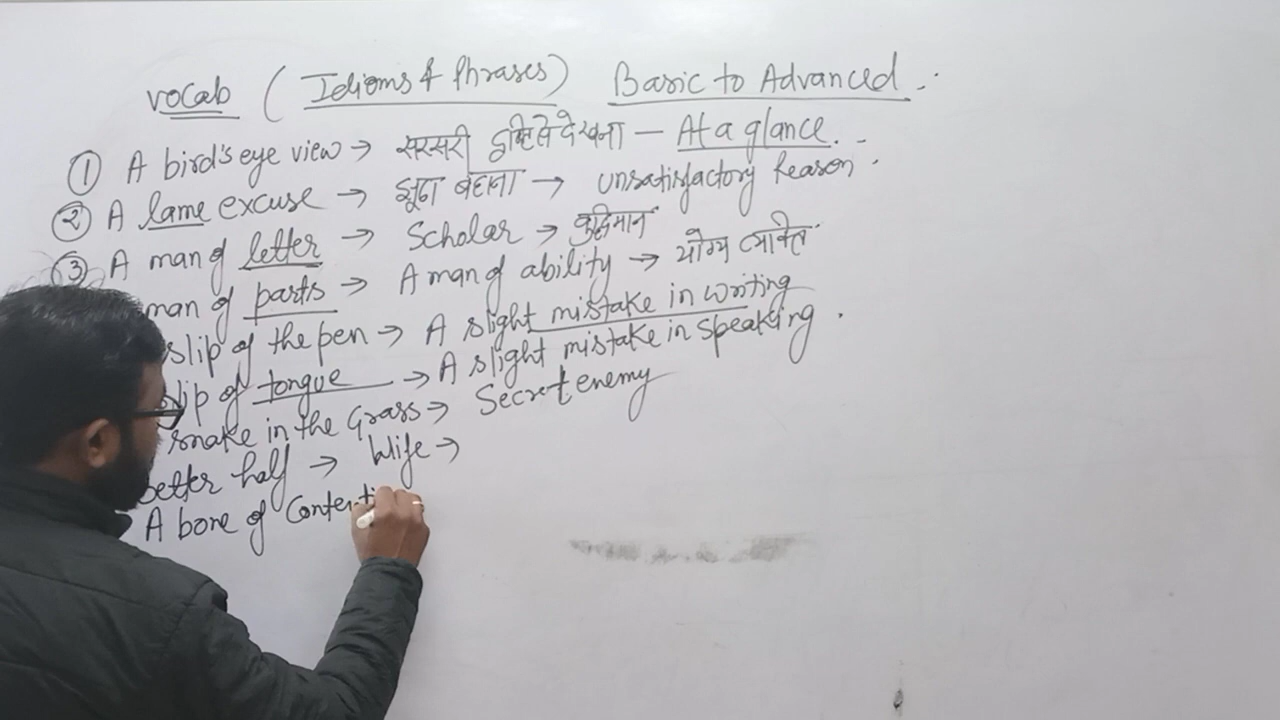 vocab ( Idioms & Phrases ) Basic to Advanced .
① A bird's eye view → सरसरी दृष्टि से देखना — At a glance .-
② A lame excuse → झूठा बहाना → unsatisfactory Reason .
③ A man of letter → Scholar → बुद्धिमान
man of parts → A man of ability → योग्य व्यक्ति
slip of the pen → A slight mistake in writing
slip of tongue → A slight mistake in speaking .
snake in the Grass → Secret enemy
better half → Wife →
A bone of Contenti